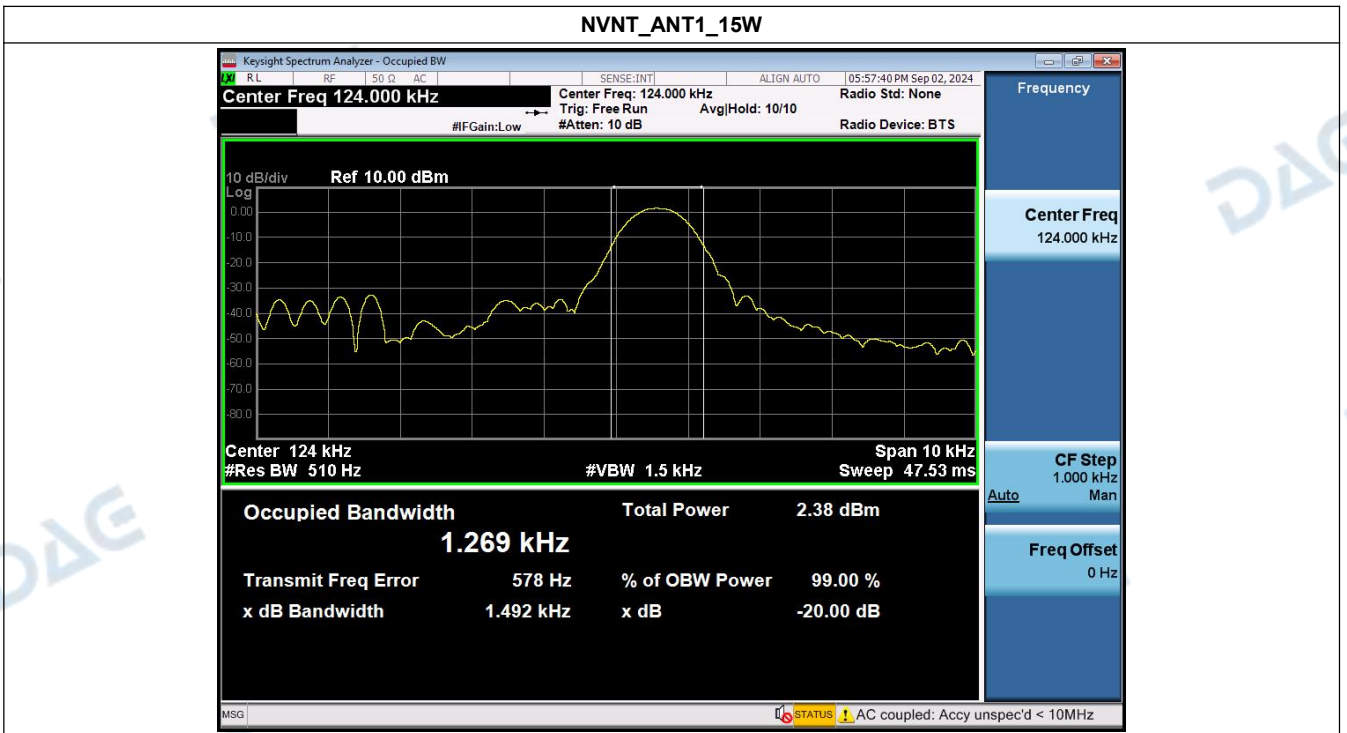 NVNT_ANT1_15W
Keysight Spectrum Analyzer - Occupied BW
LXI RL RF 50 Ω AC SENSE:INT ALIGN AUTO 05:57:40 PM Sep 02, 2024
Center Freq 124.000 kHz
Center Freq: 124.000 kHz
Radio Std: None
Trig: Free Run Avg|Hold: 10/10
#IFGain:Low #Atten: 10 dB Radio Device: BTS
Frequency
10 dB/div Ref 10.00 dBm
Log
0.00
-10.0
-20.0
-30.0
-40.0
-50.0
-60.0
-70.0
-80.0
Center 124 kHz Span 10 kHz
#Res BW 510 Hz #VBW 1.5 kHz Sweep 47.53 ms
Center Freq
124.000 kHz
CF Step
1.000 kHz
Auto Man
Freq Offset
0 Hz
Occupied Bandwidth Total Power 2.38 dBm
1.269 kHz
Transmit Freq Error 578 Hz % of OBW Power 99.00 %
x dB Bandwidth 1.492 kHz x dB -20.00 dB
MSG STATUS AC coupled: Accy unspec'd < 10MHz
DAG
DAG